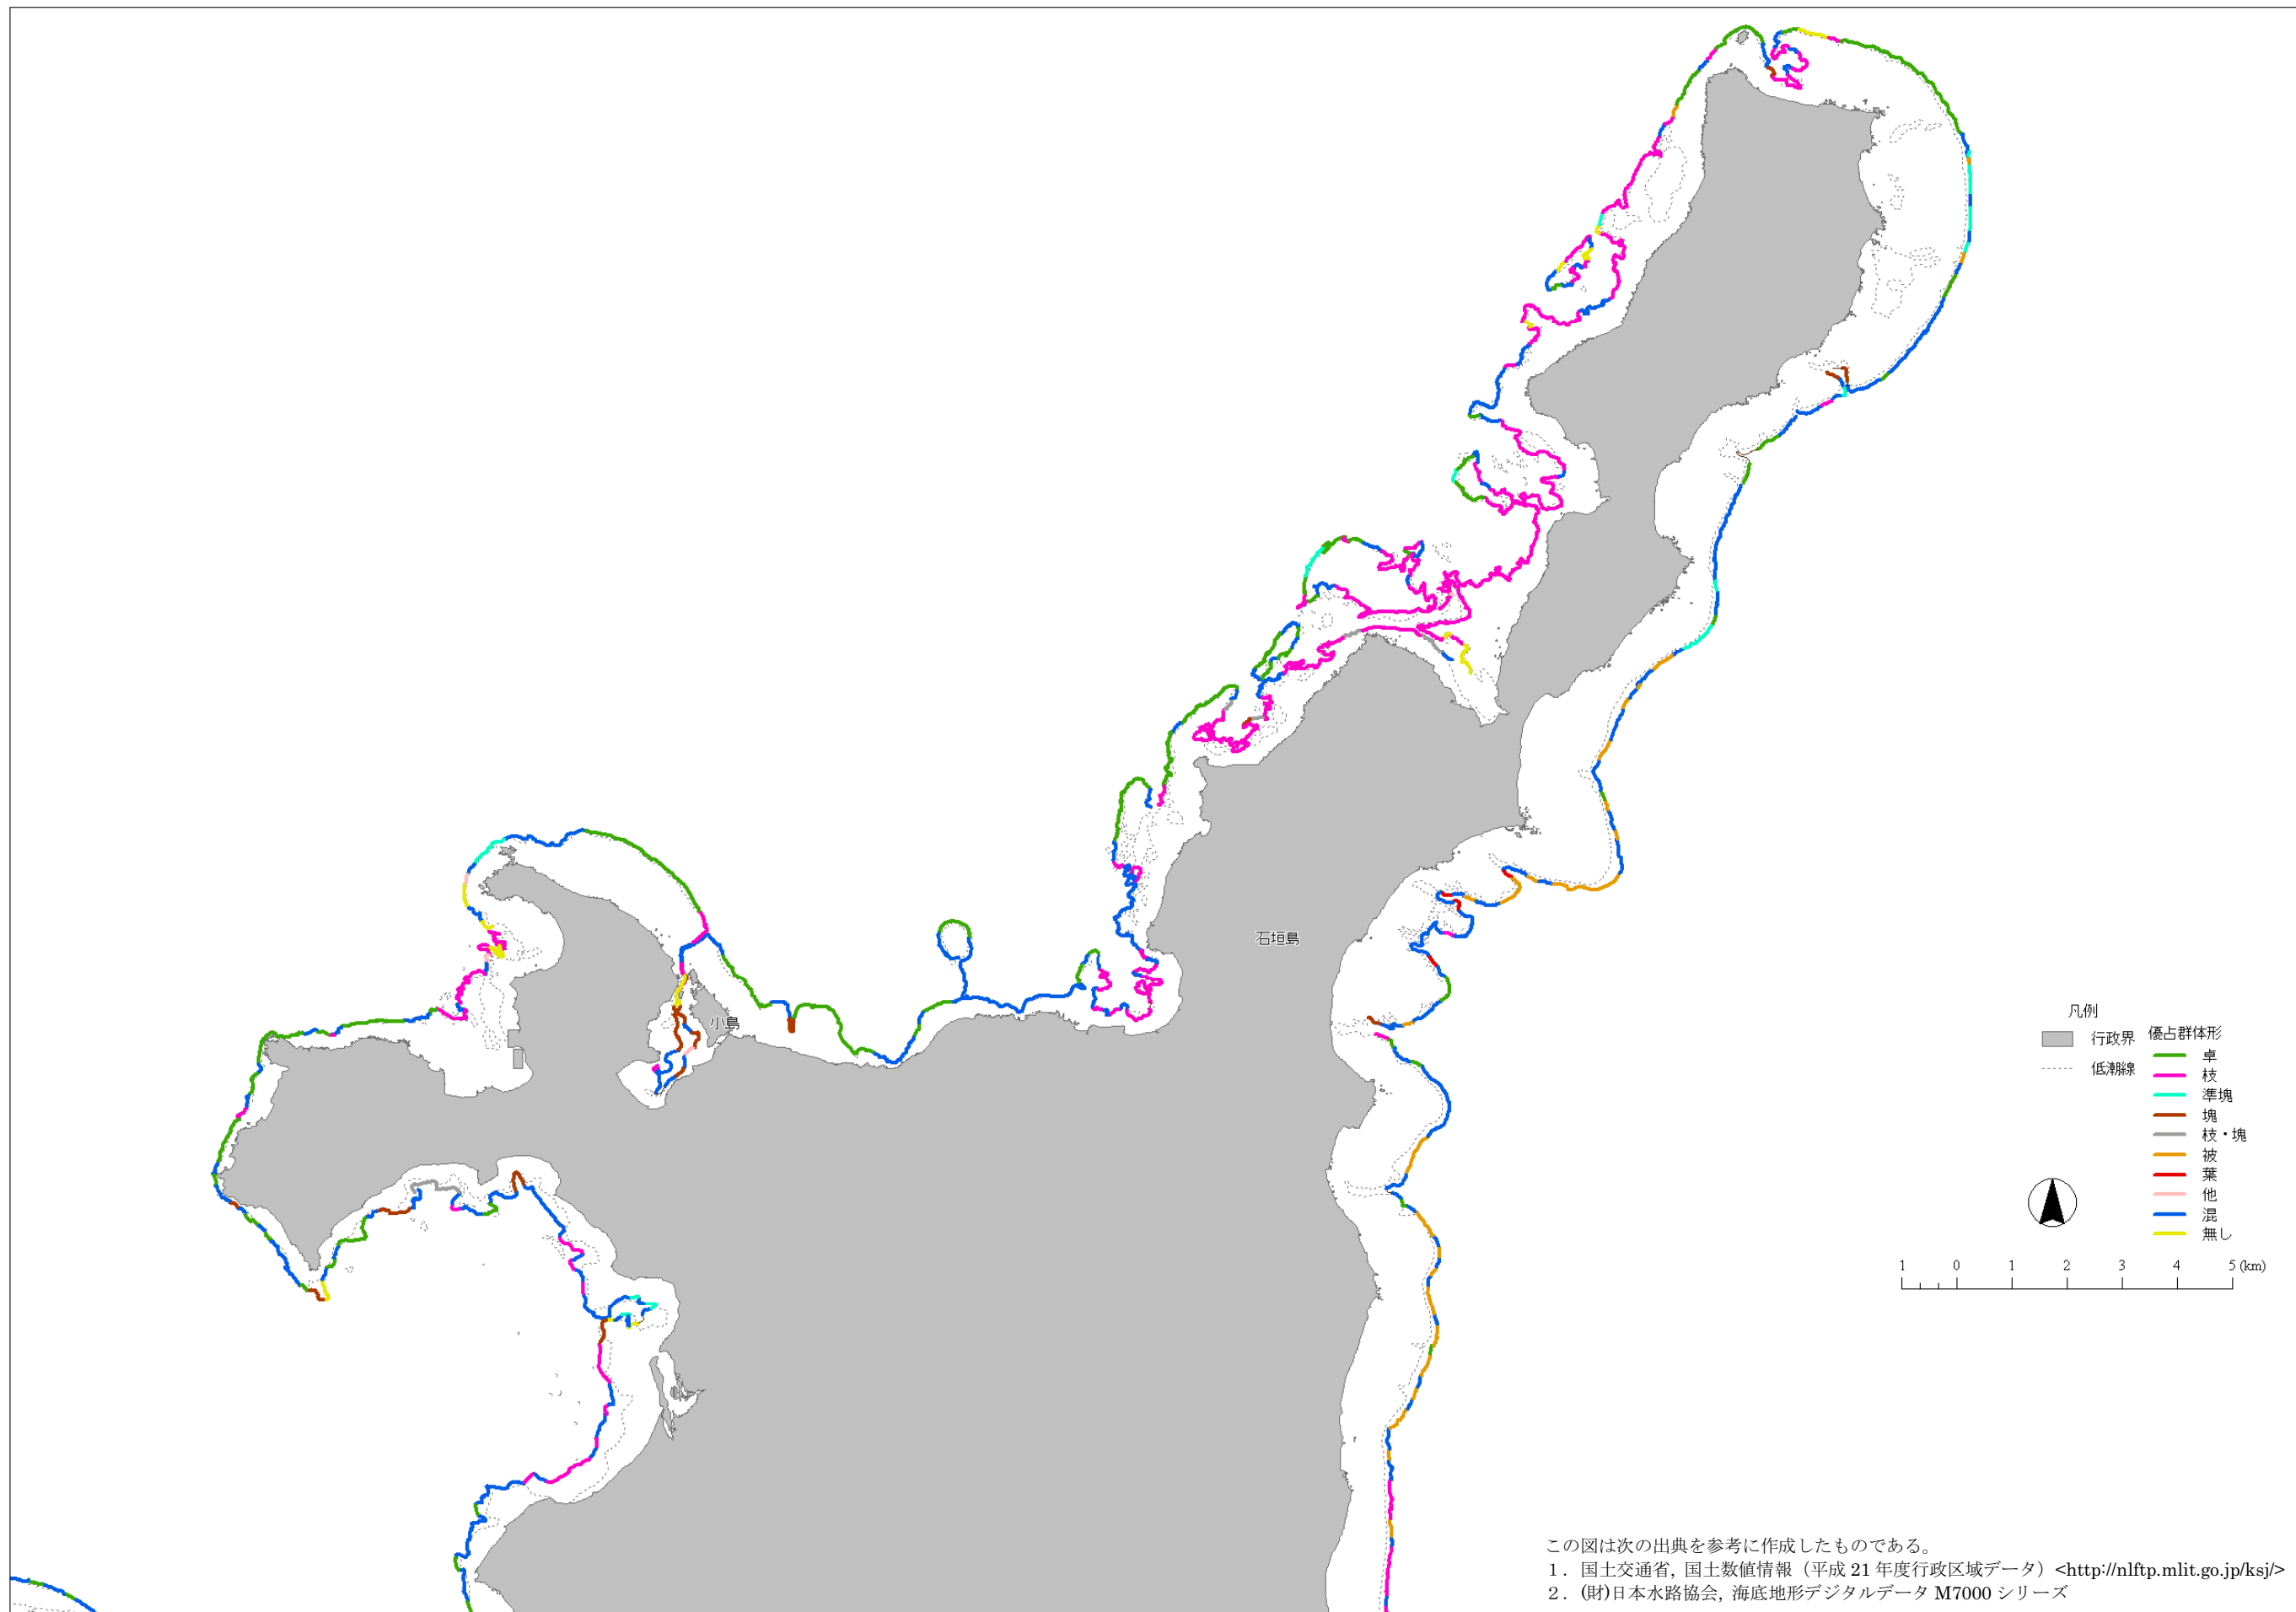 石垣島
小島
凡例
行政界
低潮線
優占群体形
卓
枝
準塊
塊
枝・塊
被
葉
他
混
無し
1 0 1 2 3 4 5 (km)
この図は次の出典を参考に作成したものである。
1. 国土交通省, 国土数値情報（平成 21 年度行政区域データ）<http://nlftp.mlit.go.jp/ksj/>
2. (財)日本水路協会, 海底地形デジタルデータ M7000 シリーズ